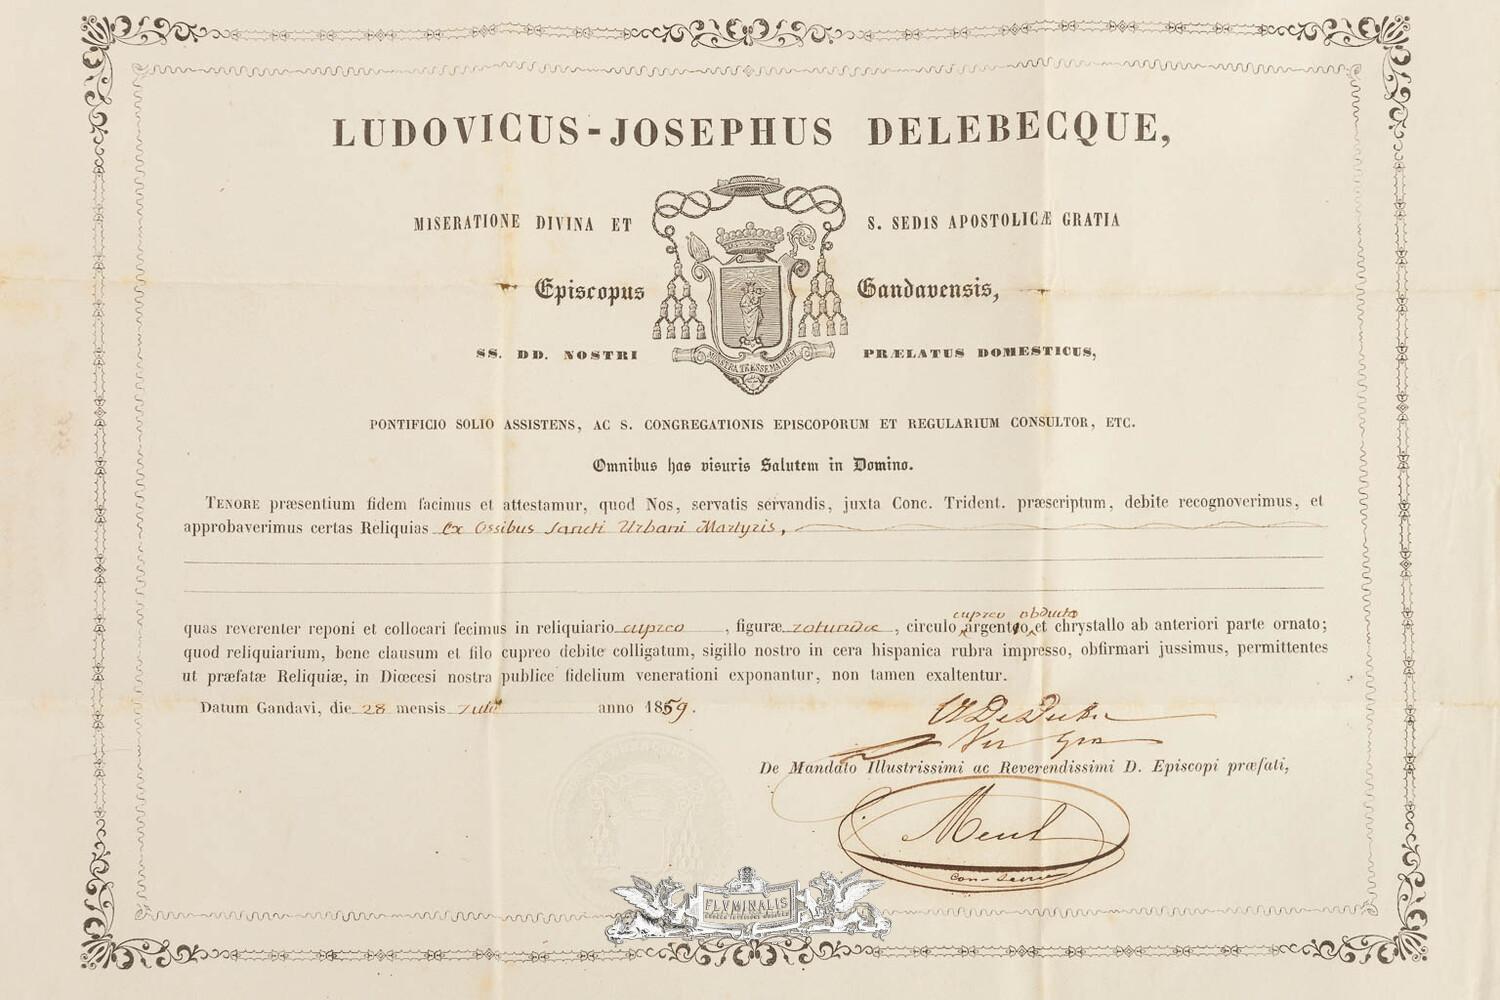 LUDOVICUS-JOSEPHUS DELEBECQUE,
MISERATIONE DIVINA ET S. SEDIS APOSTOLICÆ GRATIA
Episcopus Gandavensis,
SS. DD. NOSTRI PRÆLATUS DOMESTICUS,
MONSTRA TE ESSE MATREM
PONTIFICIO SOLIO ASSISTENS, AC S. CONGREGATIONIS EPISCOPORUM ET REGULARIUM CONSULTOR, ETC.
Omnibus has visuris Salutem in Domino.
TENORE præsentium fidem facimus et attestamur, quod Nos, servatis servandis, juxta Conc. Trident. præscriptum, debite recognoverimus, et
approbaverimus certas Reliquias ex Ossibus Sancti Urbani Martyris,
cupreo obducto
quas reverenter reponi et collocari fecimus in reliquiario cupreo, figuræ rotundæ, circulo argenteo et chrystallo ab anteriori parte ornato;
quod reliquiarium, bene clausum et filo cupreo debite colligatum, sigillo nostro in cera hispanica rubra impresso, obfirmari jussimus, permittentes
ut præfatæ Reliquiæ, in Diœcesi nostra publice fidelium venerationi exponantur, non tamen exaltentur.
Datum Gandavi, die 28 mensis Julii anno 1859.
Vic Gen
De Mandato Illustrissimi ac Reverendissimi D. Episcopi præfati,
FLVMINALIS